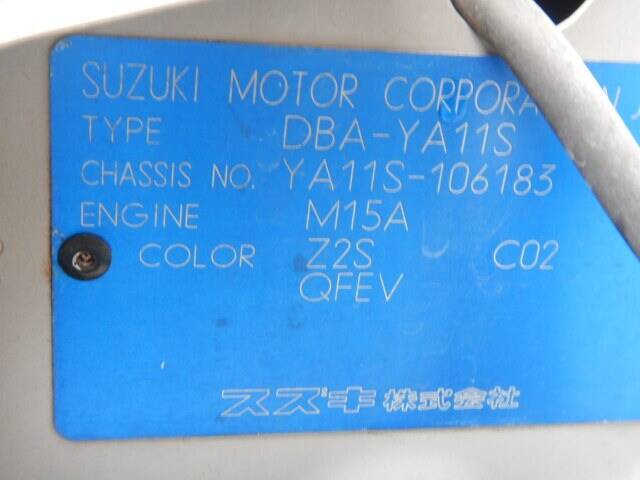 SUZUKI MOTOR CORPORATION
TYPE DBA-YA11S
CHASSIS NO. YA11S-106183
ENGINE M15A
COLOR Z2S C02
QFEV
スズキ株式会社